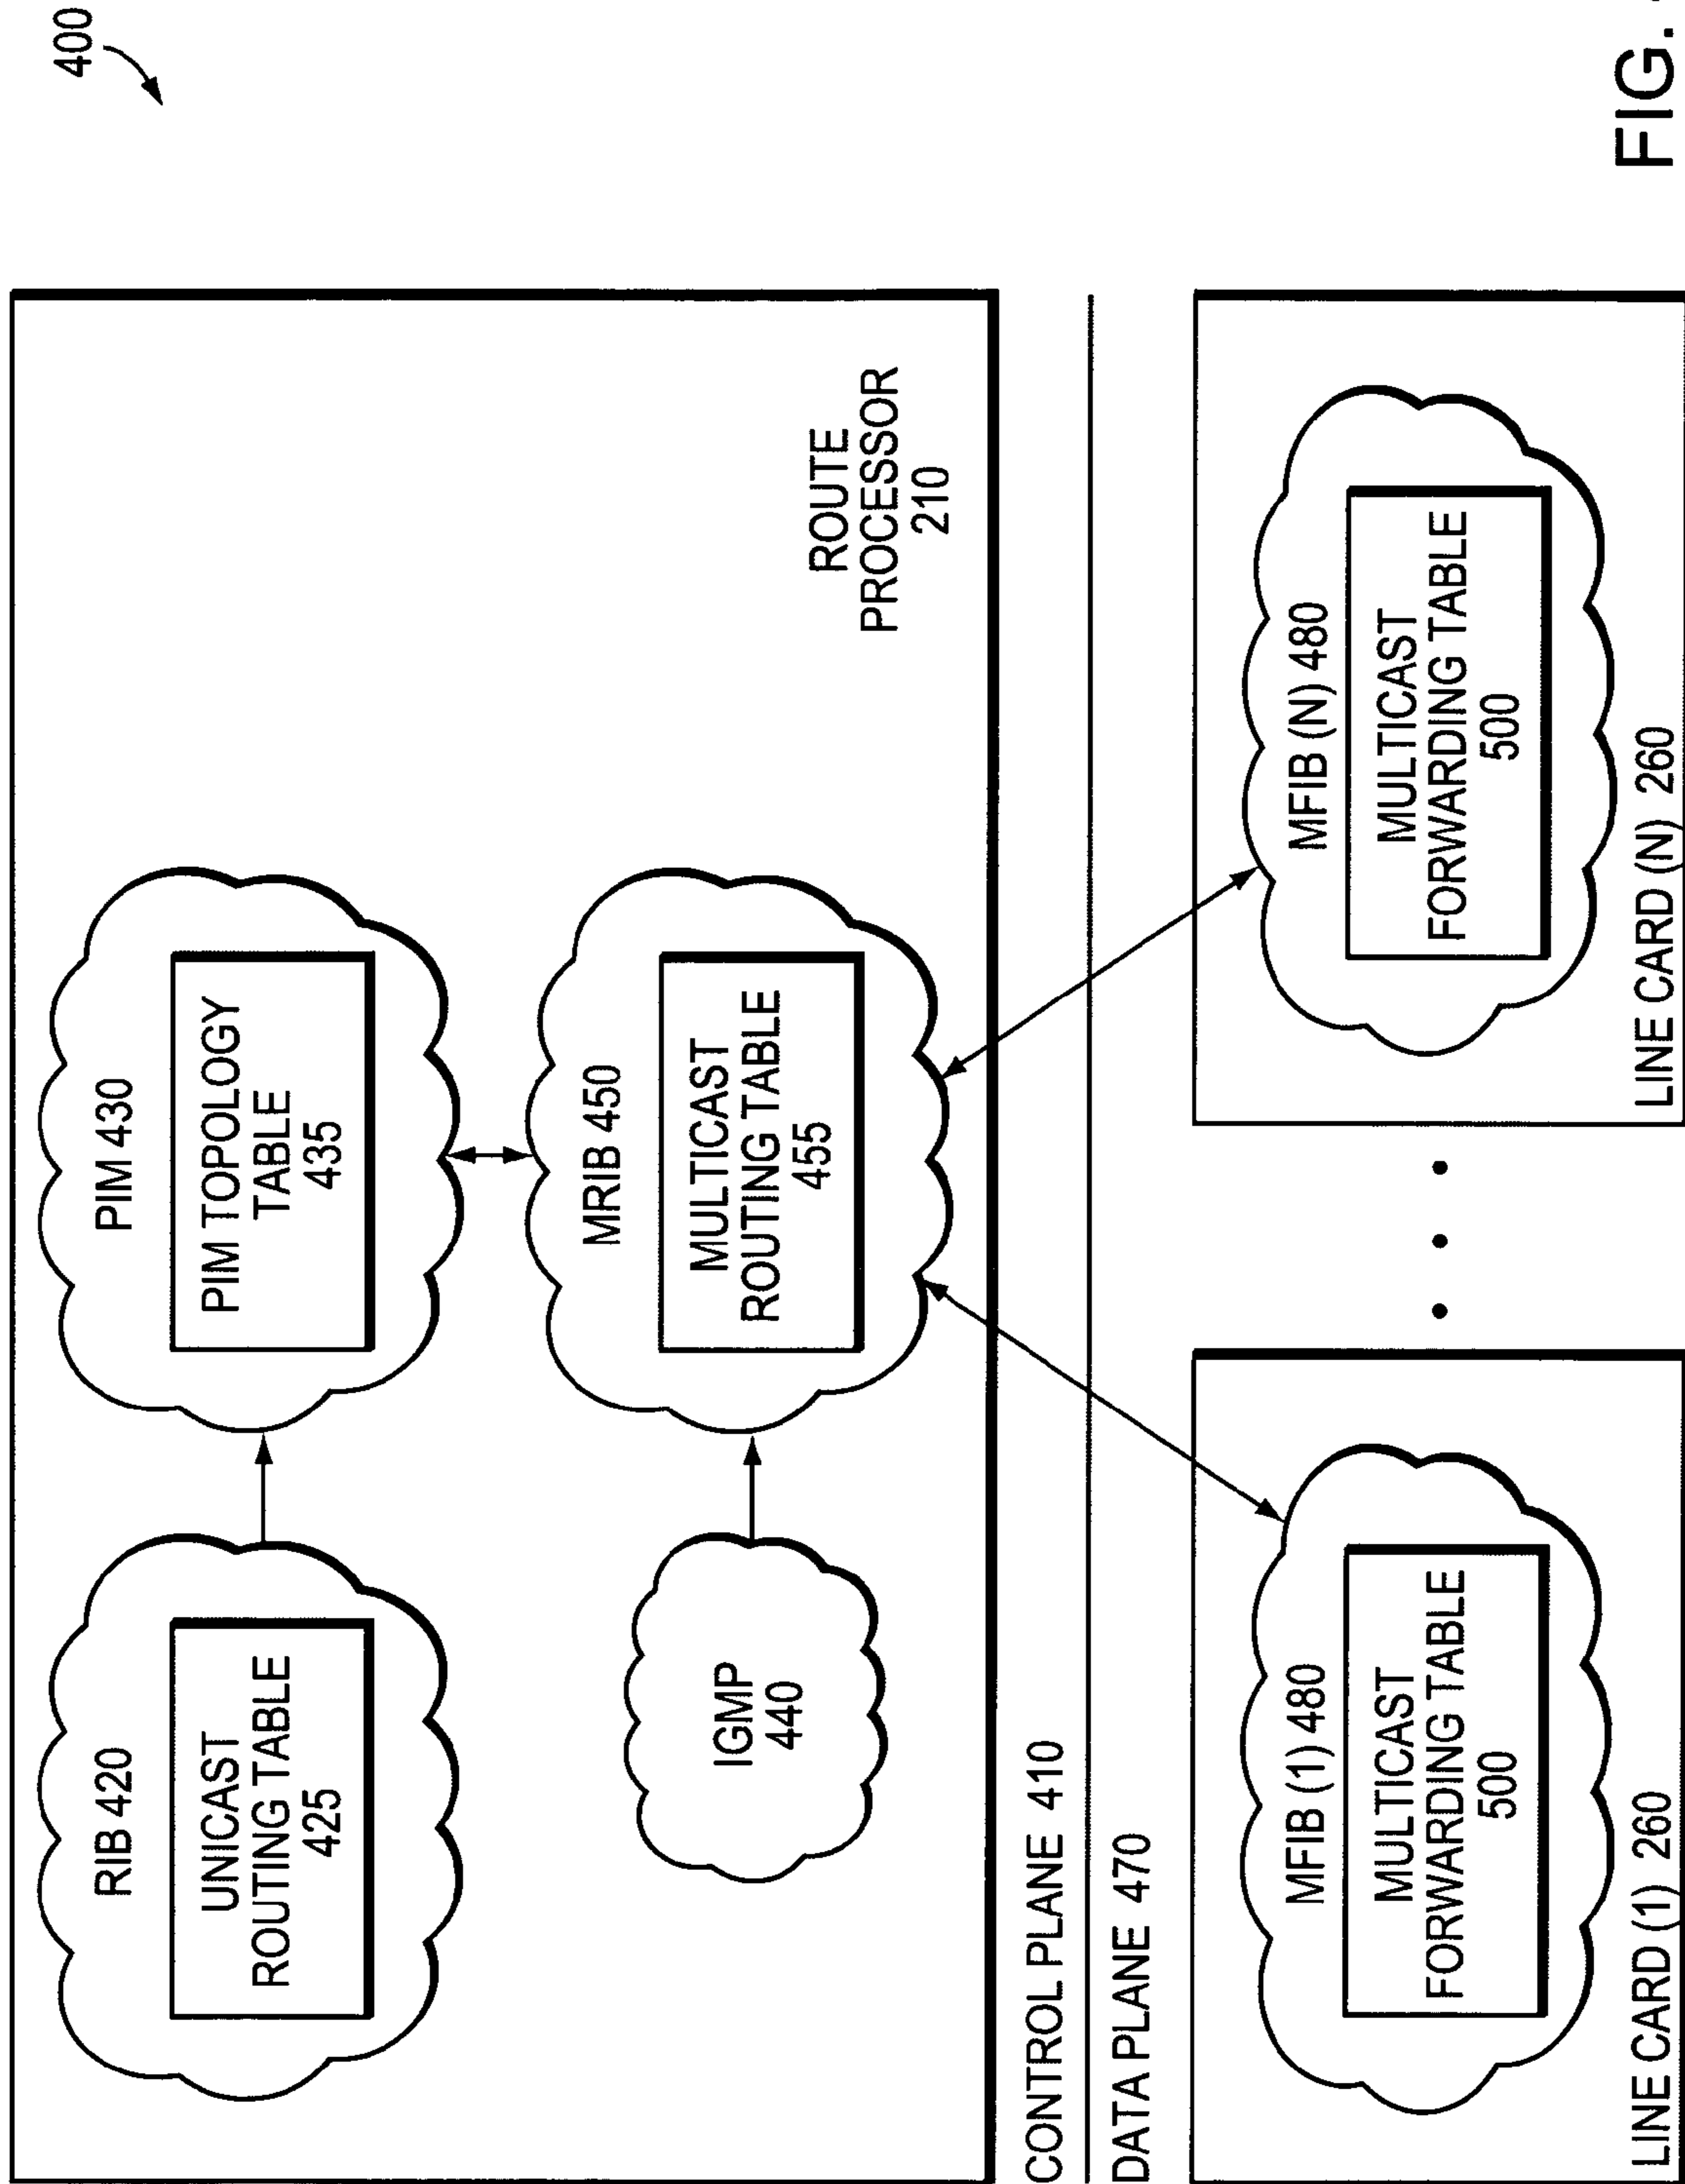 400
RIB 420
UNICAST
ROUTING TABLE
425
PIM 430
PIM TOPOLOGY
TABLE
435
IGMP
440
MRIB 450
MULTICAST
ROUTING TABLE
455
ROUTE
PROCESSOR
210
CONTROL PLANE 410
DATA PLANE 470
MFIB (1) 480
MULTICAST
FORWARDING TABLE
500
LINE CARD (1) 260
MFIB (N) 480
MULTICAST
FORWARDING TABLE
500
LINE CARD (N) 260
FIG.